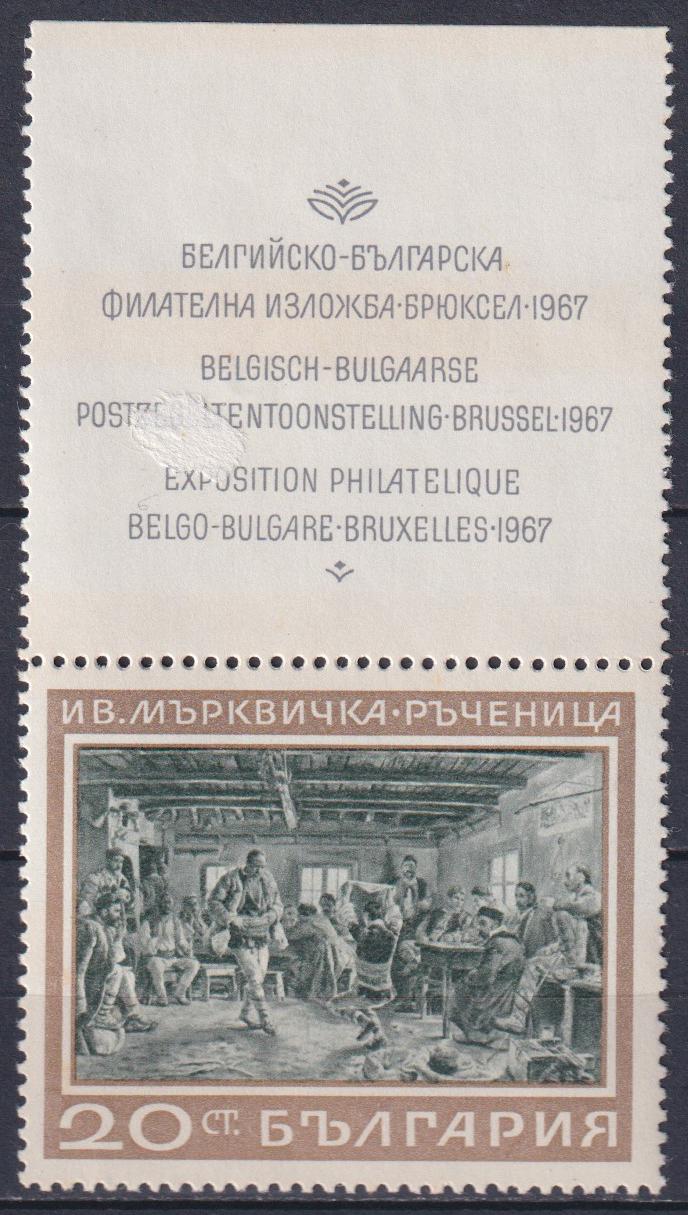 БЕЛГИЙСКО-БЪЛГАРСКА
ФИЛАТЕЛНА ИЗЛОЖБА·БРЮКСЕЛ·1967
BELGISCH-BULGAARSE
BRUSSEL·1967
EXPOSITION PHILATELIQUE
BELGO-BULGARE·BRUXELLES·1967
ИВ.МЪРКВИЧКА·РЪЧЕНИЦА
20 СТ. БЪЛГАРИЯ